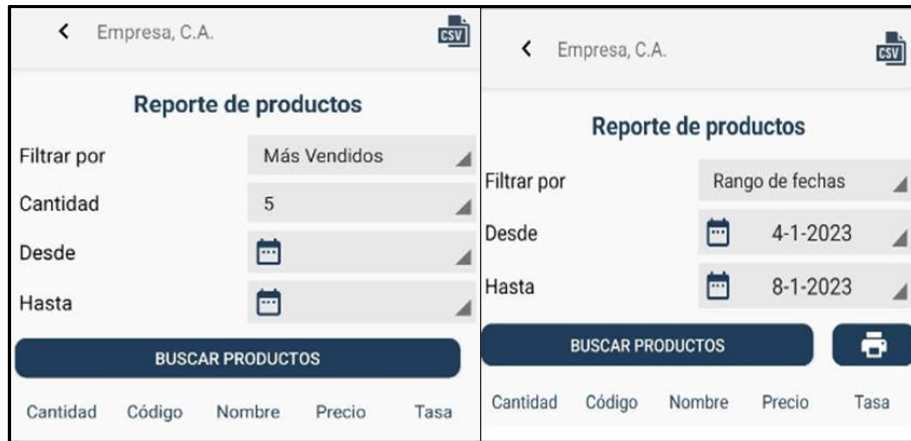 Empresa, C.A.
CSV
Reporte de productos
Filtrar por Más Vendidos
Cantidad 5
Desde
Hasta
BUSCAR PRODUCTOS
Cantidad Código Nombre Precio Tasa
Empresa, C.A.
CSV
Reporte de productos
Filtrar por Rango de fechas
Desde 4-1-2023
Hasta 8-1-2023
BUSCAR PRODUCTOS
Cantidad Código Nombre Precio Tasa